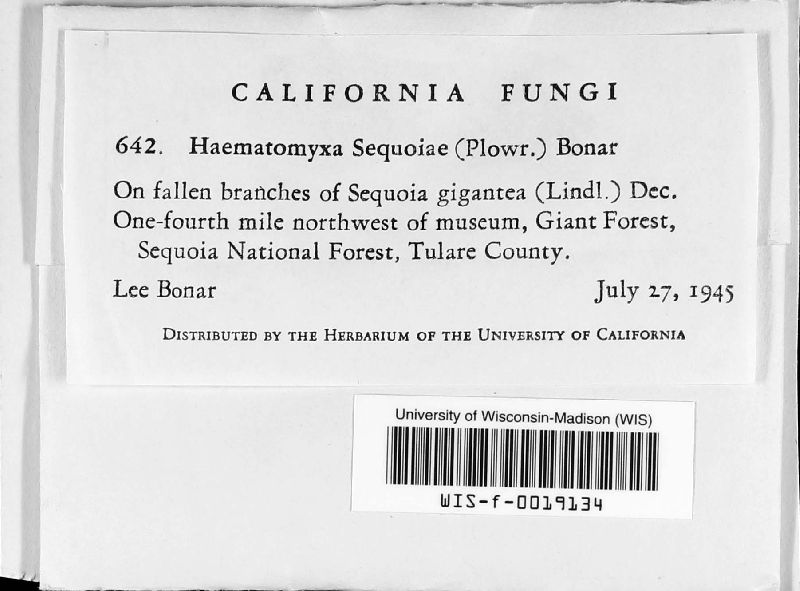 CALIFORNIA FUNGI
642. Haematomyxa Sequoiae (Plowr.) Bonar
On fallen branches of Sequoia gigantea (Lindl.) Dec.
One-fourth mile northwest of museum, Giant Forest,
Sequoia National Forest, Tulare County.
Lee Bonar July 27, 1945
DISTRIBUTED BY THE HERBARIUM OF THE UNIVERSITY OF CALIFORNIA
University of Wisconsin-Madison (WIS)
WIS-f-0019134